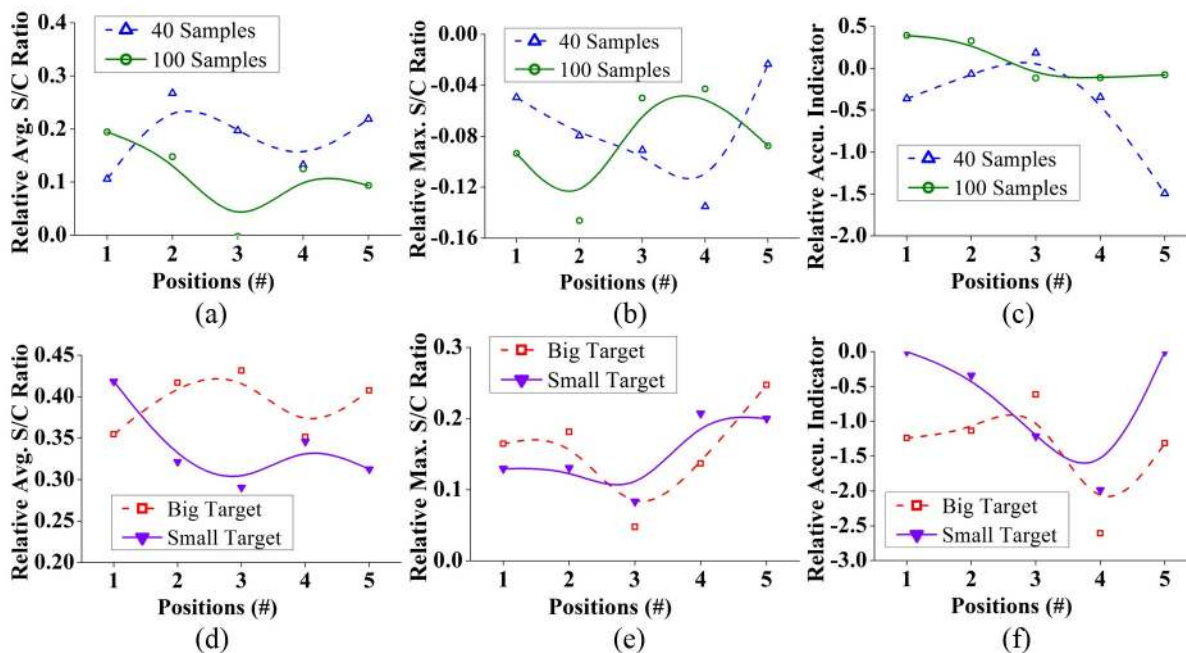 0.4
0.3
0.2
0.1
0.0
Relative Avg. S/C Ratio
40 Samples
100 Samples
1 2 3 4 5
Positions (#)
(a)
0.00
-0.04
-0.08
-0.12
-0.16
Relative Max. S/C Ratio
40 Samples
100 Samples
1 2 3 4 5
Positions (#)
(b)
0.5
0.0
-0.5
-1.0
-1.5
-2.0
Relative Accu. Indicator
40 Samples
100 Samples
1 2 3 4 5
Positions (#)
(c)
0.45
0.40
0.35
0.30
0.25
0.20
Relative Avg. S/C Ratio
Big Target
Small Target
1 2 3 4 5
Positions (#)
(d)
0.3
0.2
0.1
0.0
Relative Max. S/C Ratio
Big Target
Small Target
1 2 3 4 5
Positions (#)
(e)
0.0
-0.5
-1.0
-1.5
-2.0
-2.5
-3.0
Relative Accu. Indicator
Big Target
Small Target
1 2 3 4 5
Positions (#)
(f)